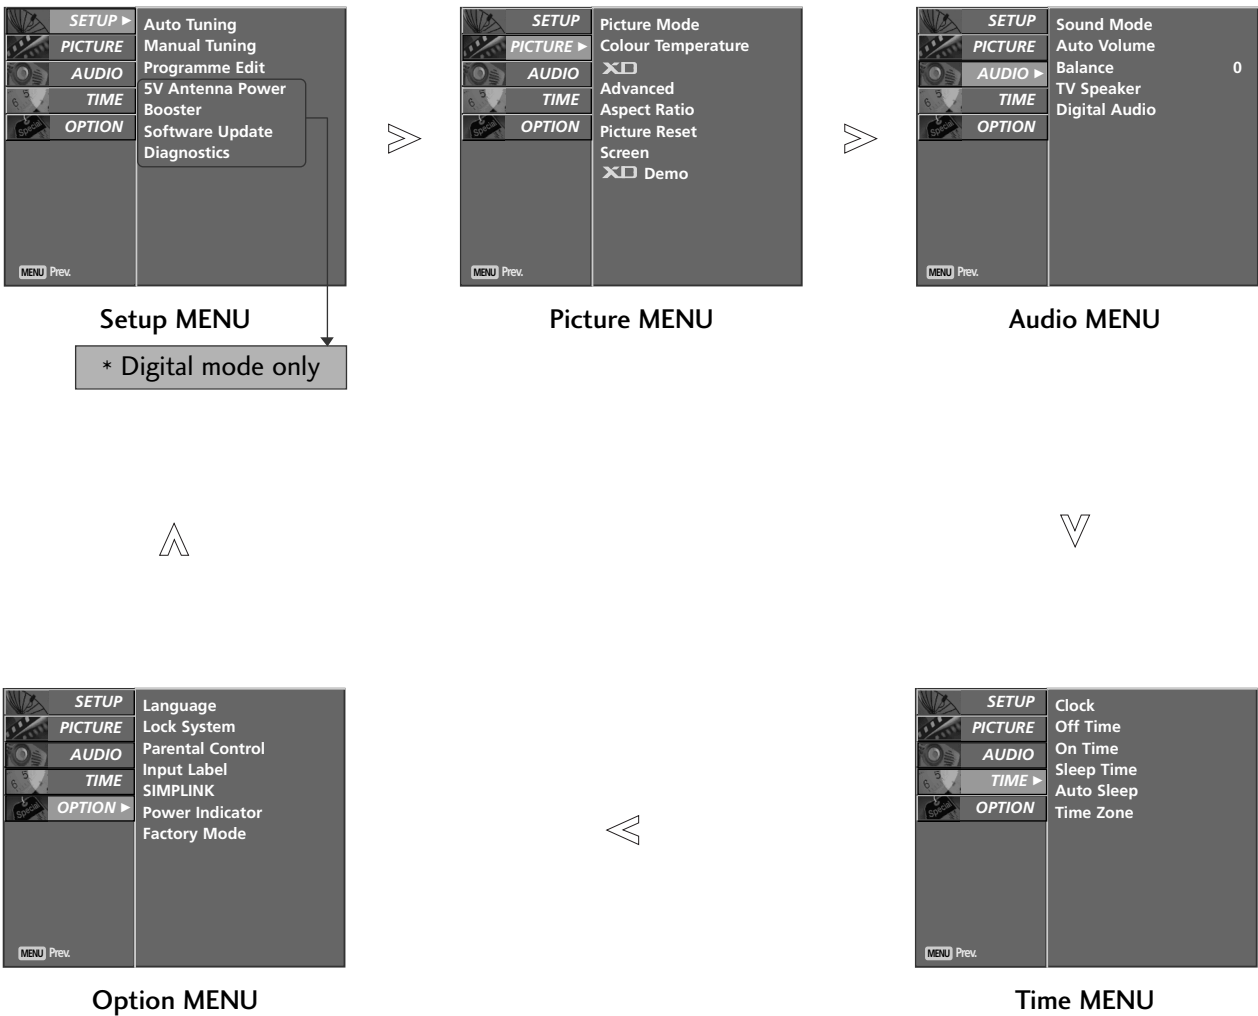 SETUP ▶
PICTURE
AUDIO
TIME
OPTION
Auto Tuning
Manual Tuning
Programme Edit
5V Antenna Power
Booster
Software Update
Diagnostics
MENU Prev.
Setup MENU
* Digital mode only
SETUP
PICTURE ▶
AUDIO
TIME
OPTION
Picture Mode
Colour Temperature
XD
Advanced
Aspect Ratio
Picture Reset
Screen
XD Demo
MENU Prev.
Picture MENU
SETUP
PICTURE
AUDIO ▶
TIME
OPTION
Sound Mode
Auto Volume
Balance 0
TV Speaker
Digital Audio
MENU Prev.
Audio MENU
SETUP
PICTURE
AUDIO
TIME
OPTION ▶
Special
Language
Lock System
Parental Control
Input Label
SIMPLINK
Power Indicator
Factory Mode
MENU Prev.
Option MENU
SETUP
PICTURE
AUDIO
TIME ▶
OPTION
Clock
Off Time
On Time
Sleep Time
Auto Sleep
Time Zone
MENU Prev.
Time MENU